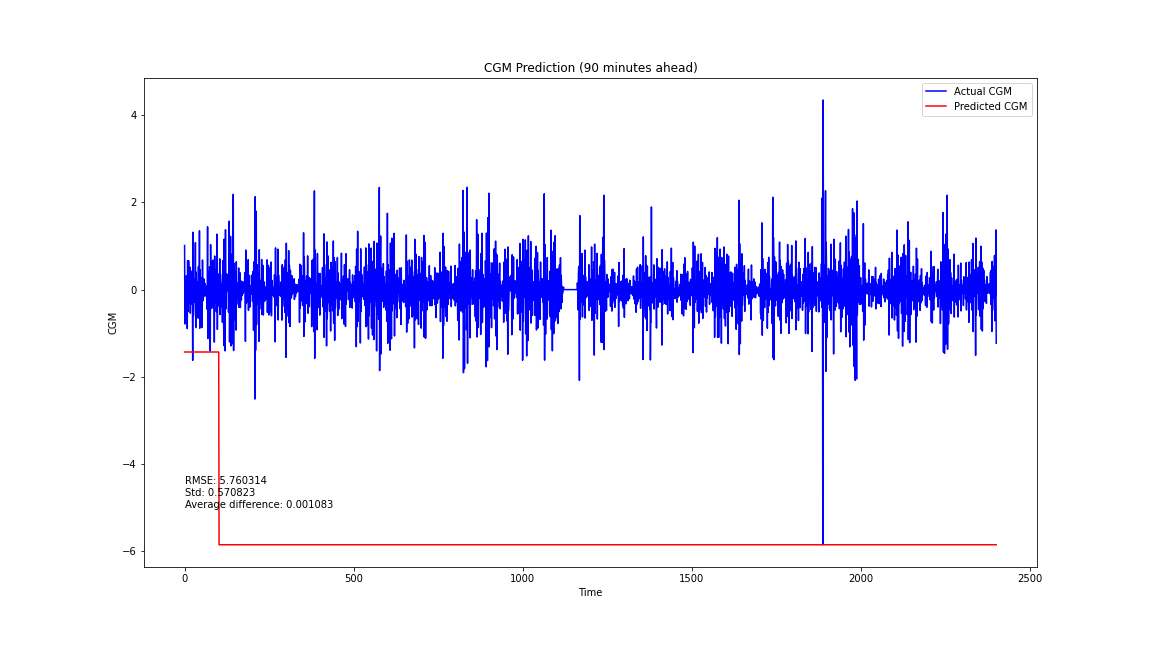 CGM Prediction (90 minutes ahead)
Actual CGM
Predicted CGM
4
2
0
−2
−4
−6
CGM
RMSE: 5.760314
Std: 0.570823
Average difference: 0.001083
0 500 1000 1500 2000 2500
Time